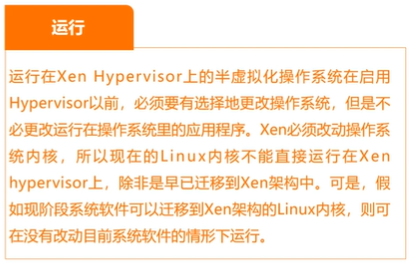 运行
运行在Xen Hypervisor上的半虚拟化操作系统在启用
Hypervisor以前，必须要有选择地更改操作系统，但是不
必更改运行在操作系统里的应用程序。Xen必须改动操作系
统内核，所以现在的Linux内核不能直接运行在Xen
hypervisor上，除非是早已迁移到Xen架构中。可是，假
如现阶段系统软件可以迁移到Xen架构的Linux内核，则可
在没有改动目前系统软件的情形下运行。